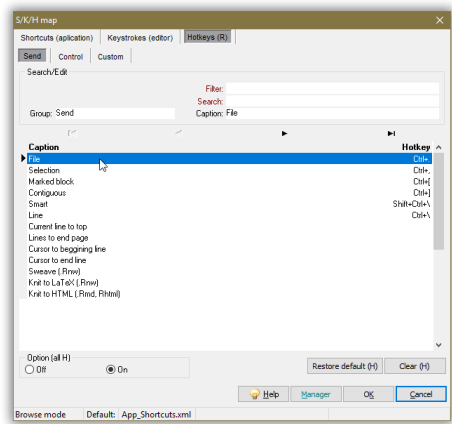 S/K/H map
Shortcuts (aplication) Keystrokes (editor) Hotkeys (R)
Send Control Custom
Search/Edit
Filter:
Search:
Group: Send Caption: File
Caption Hotkey
File Ctrl+.
Selection Ctrl+,
Marked block Ctrl+[
Contiguous Ctrl+]
Smart Shift+Ctrl+\
Line Ctrl+\
Current line to top
Lines to end page
Cursor to beggining line
Cursor to end line
Sweave (.Rnw)
Knit to LaTeX (.Rnw)
Knit to HTML (.Rmd, Rhtml)
Option (all H)
Off On Restore default (H) Clear (H)
Help Manager OK Cancel
Browse mode Default: App_Shortcuts.xml